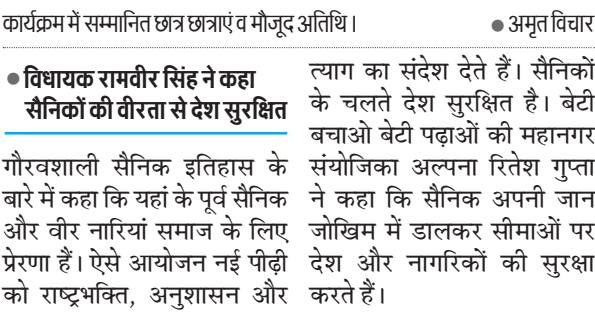 कार्यक्रम में सम्मानित छात्र छात्राएं व मौजूद अतिथि।
● अमृत विचार
● विधायक रामवीर सिंह ने कहा
सैनिकों की वीरता से देश सुरक्षित
गौरवशाली सैनिक इतिहास के
बारे में कहा कि यहां के पूर्व सैनिक
और वीर नारियां समाज के लिए
प्रेरणा हैं। ऐसे आयोजन नई पीढ़ी
को राष्ट्रभक्ति, अनुशासन और
त्याग का संदेश देते हैं। सैनिकों
के चलते देश सुरक्षित है। बेटी
बचाओ बेटी पढ़ाओं की महानगर
संयोजिका अल्पना रितेश गुप्ता
ने कहा कि सैनिक अपनी जान
जोखिम में डालकर सीमाओं पर
देश और नागरिकों की सुरक्षा
करते हैं।